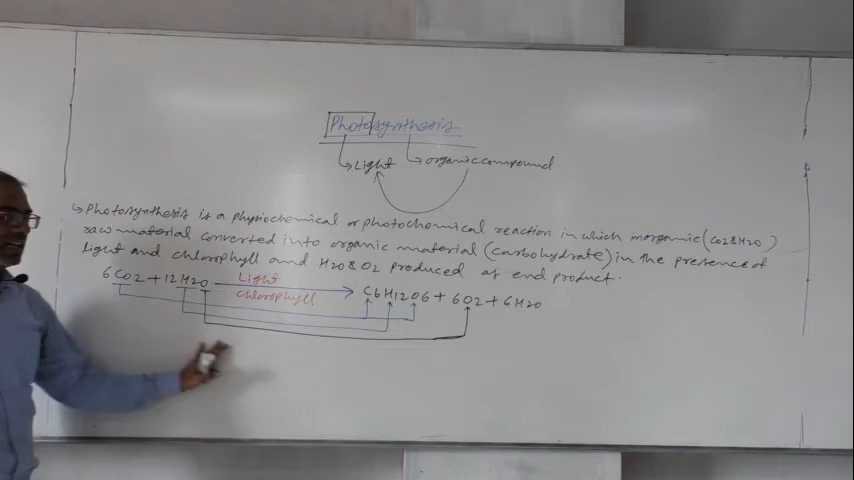 Photosynthesis
Light
organic compound
Photosynthesis is a physiochemical or photochemical reaction in which inorganic (CO2&H2O)
raw material converted into organic material (carbohydrate) in the presence of
light and chlorophyll and H2O & O2 produced as end product.
6CO2 + 12H2O Light C6H12O6 + 6O2 + 6H2O
chlorophyll